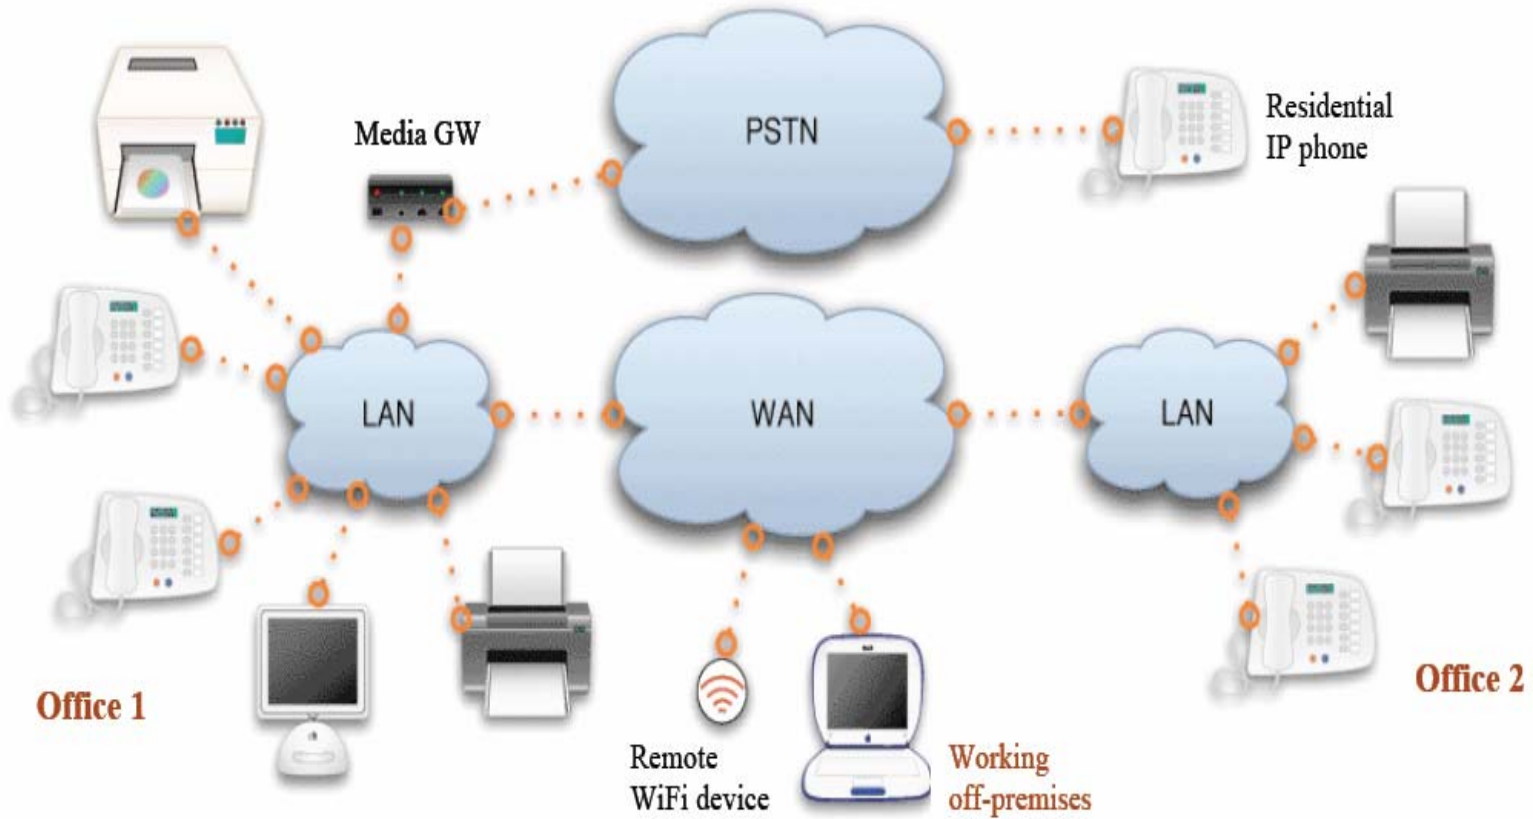 PSTN
Media GW
Residential
IP phone
LAN
WAN
LAN
Office 1
Office 2
Remote
WiFi device
Working
off-premises